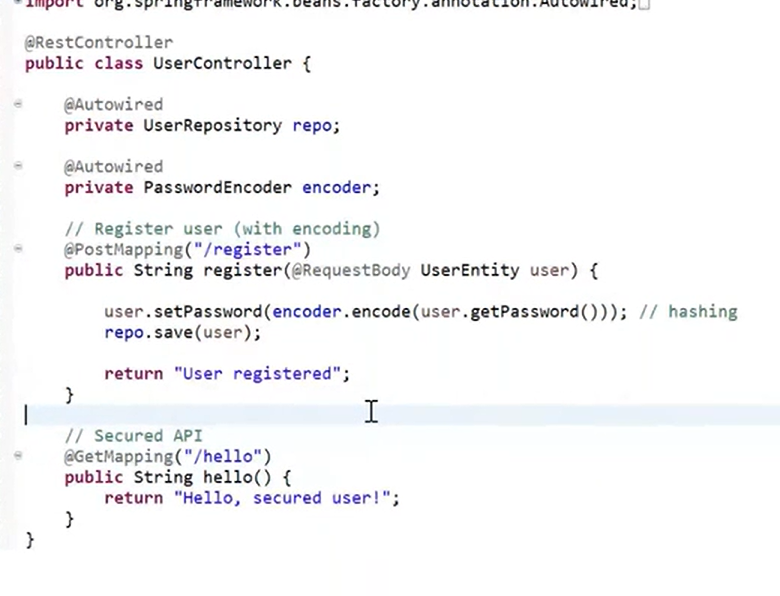 import org.springframework.beans.factory.annotation.Autowired;
@RestController
public class UserController {
@Autowired
private UserRepository repo;
@Autowired
private PasswordEncoder encoder;
// Register user (with encoding)
@PostMapping("/register")
public String register(@RequestBody UserEntity user) {
user.setPassword(encoder.encode(user.getPassword())); // hashing
repo.save(user);
return "User registered";
}
// Secured API
@GetMapping("/hello")
public String hello() {
return "Hello, secured user!";
}
}